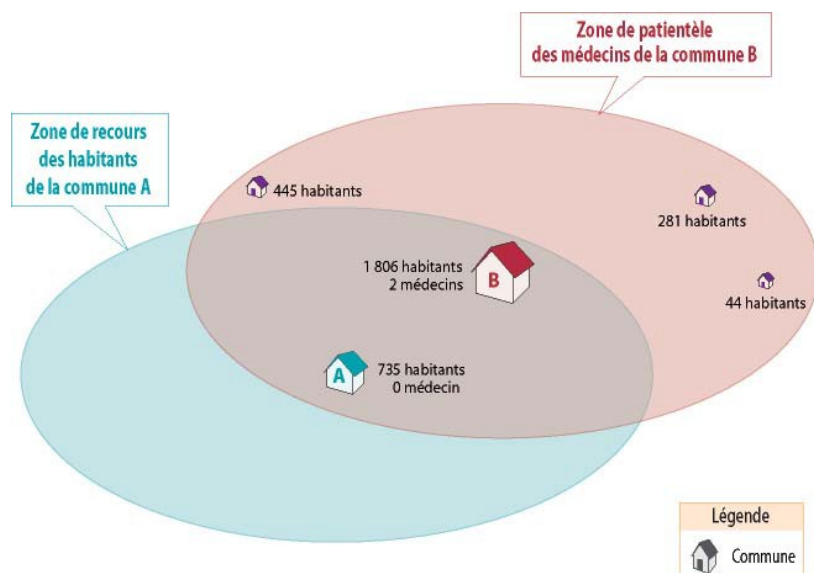 Zone de patientèle
des médecins de la commune B
Zone de recours
des habitants
de la commune A
445 habitants
281 habitants
1 806 habitants
2 médecins
B
44 habitants
A
735 habitants
0 médecin
Légende
Commune